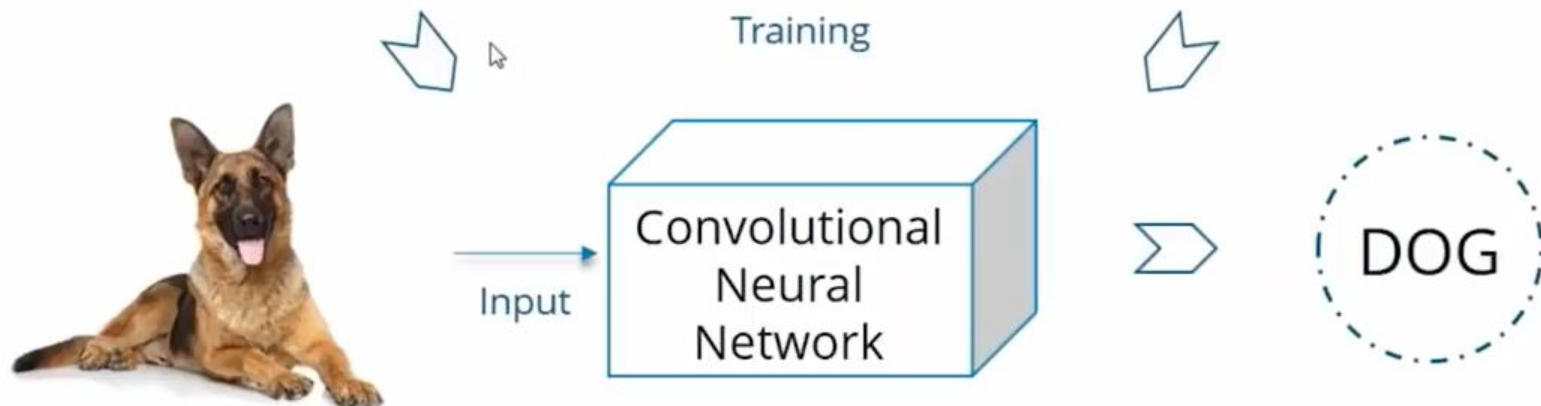 Training
Input
Convolutional
Neural
Network
DOG